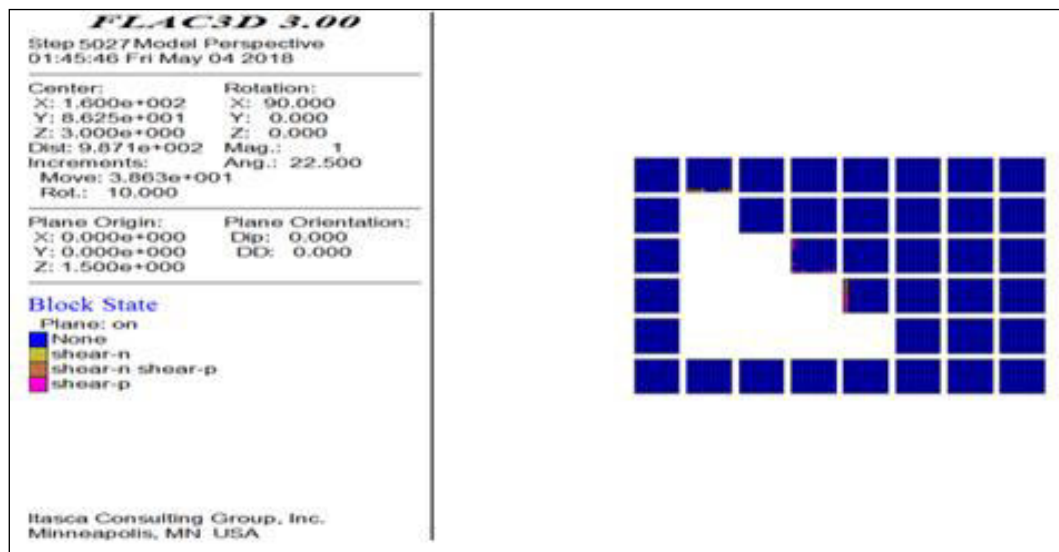 FLAC3D 3.00
Step 5027 Model Perspective
01:45:46 Fri May 04 2018
Center: Rotation:
X: 1.600e+002 X: 90.000
Y: 8.625e+001 Y: 0.000
Z: 3.000e+000 Z: 0.000
Dist: 9.871e+002 Mag.: 1
Increments: Ang.: 22.500
Move: 3.863e+001
Rot.: 10.000
Plane Origin: Plane Orientation:
X: 0.000e+000 Dip: 0.000
Y: 0.000e+000 DD: 0.000
Z: 1.500e+000
Block State
Plane: on
None
shear-n
shear-n shear-p
shear-p
Itasca Consulting Group, Inc.
Minneapolis, MN USA